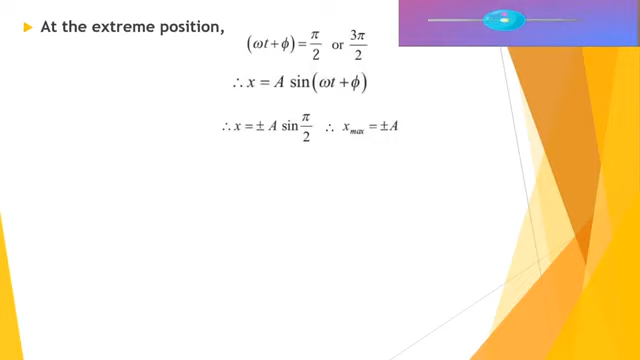 At the extreme position,
(ωt + ϕ) = π/2 or 3π/2
∴ x = A sin(ωt + ϕ)
∴ x = ± A sin π/2 ∴ x_max = ± A